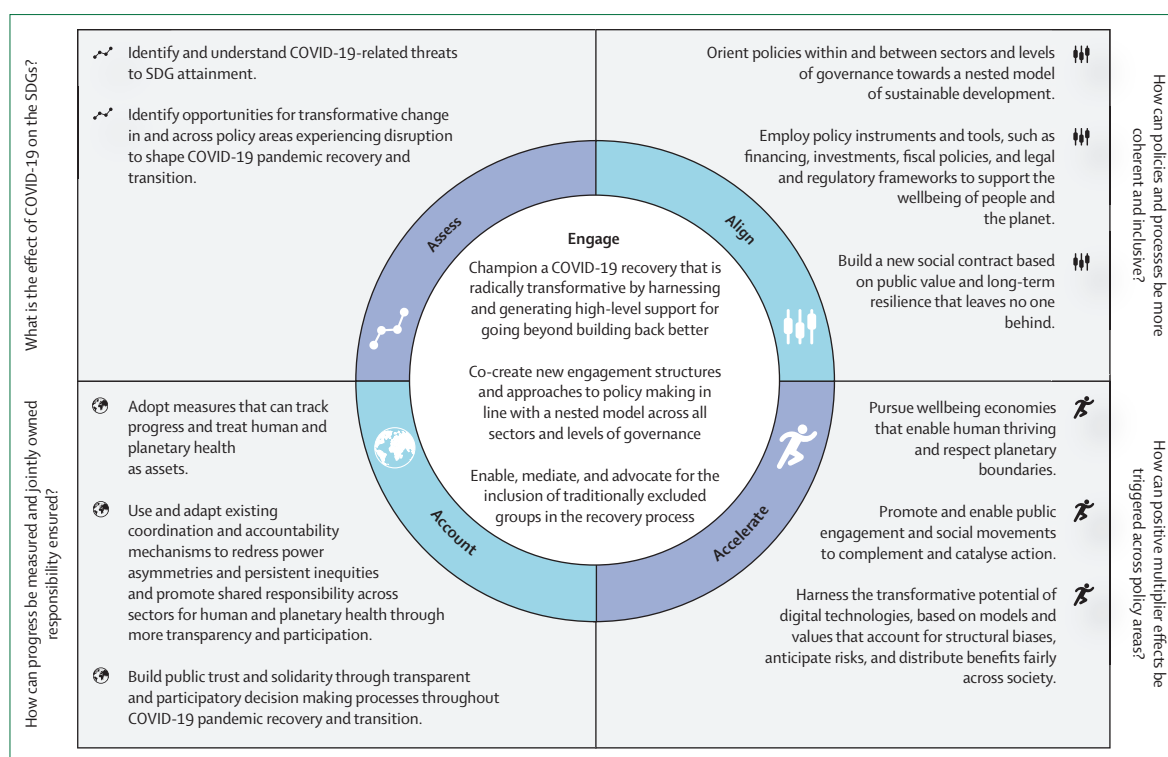 What is the effect of COVID-19 on the SDGs?
Identify and understand COVID-19-related threats
to SDG attainment.
Identify opportunities for transformative change
in and across policy areas experiencing disruption
to shape COVID-19 pandemic recovery and
transition.
Assess
Orient policies within and between sectors and levels
of governance towards a nested model
of sustainable development.
Employ policy instruments and tools, such as
financing, investments, fiscal policies, and legal
and regulatory frameworks to support the
wellbeing of people and
the planet.
Build a new social contract based
on public value and long-term
resilience that leaves no one
behind.
Align
How can policies and processes be more
coherent and inclusive?
Engage
Champion a COVID-19 recovery that is
radically transformative by harnessing
and generating high-level support for
going beyond building back better
Co-create new engagement structures
and approaches to policy making in
line with a nested model across all
sectors and levels of governance
Enable, mediate, and advocate for the
inclusion of traditionally excluded
groups in the recovery process
How can progress be measured and jointly owned
responsibility ensured?
Adopt measures that can track
progress and treat human and
planetary health
as assets.
Use and adapt existing
coordination and accountability
mechanisms to redress power
asymmetries and persistent inequities
and promote shared responsibility across
sectors for human and planetary health through
more transparency and participation.
Build public trust and solidarity through transparent
and participatory decision making processes throughout
COVID-19 pandemic recovery and transition.
Account
Accelerate
Pursue wellbeing economies
that enable human thriving
and respect planetary
boundaries.
Promote and enable public
engagement and social movements
to complement and catalyse action.
Harness the transformative potential of
digital technologies, based on models and
values that account for structural biases,
anticipate risks, and distribute benefits fairly
across society.
How can positive multiplier effects be
triggered across policy areas?